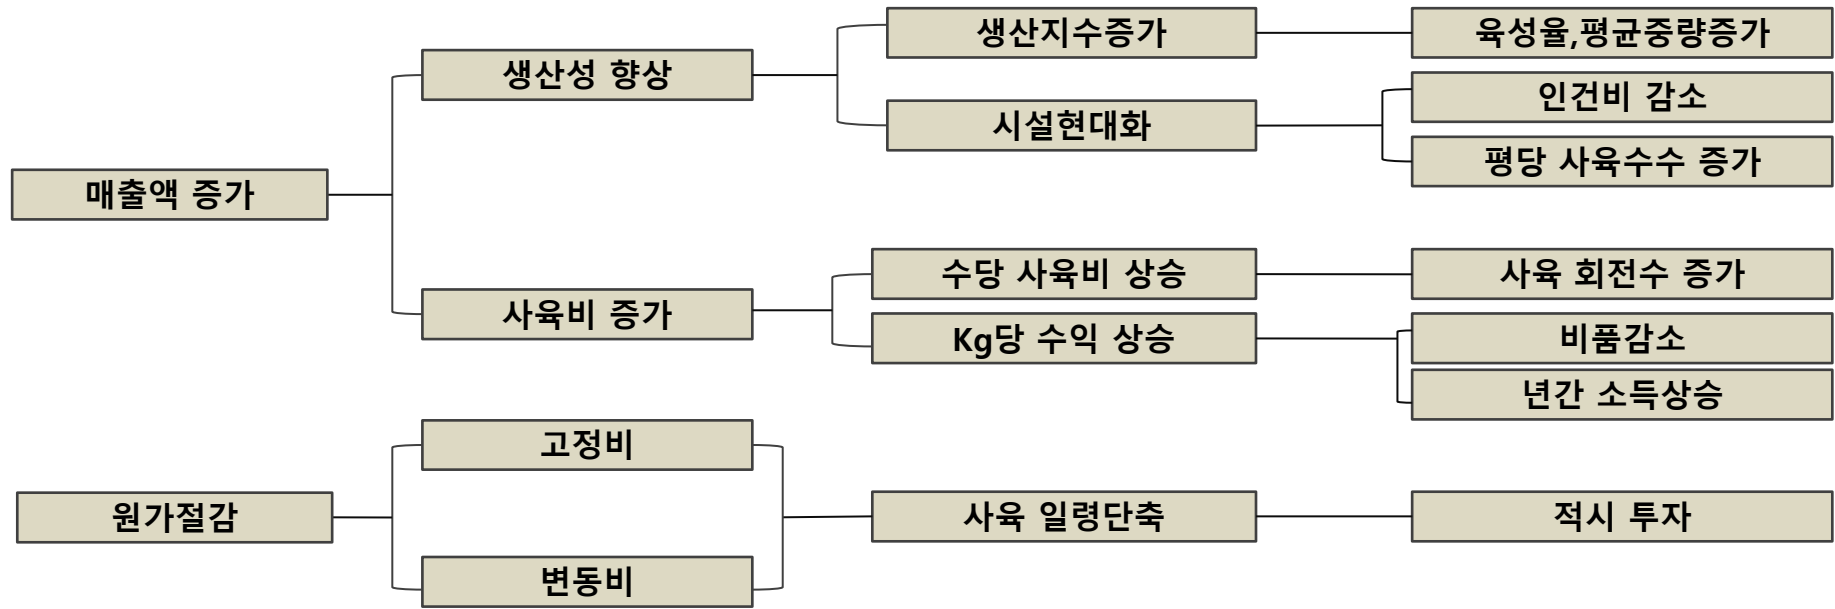 생산지수증가
육성율,평균중량증가
생산성 향상
인건비 감소
시설현대화
평당 사육수수 증가
매출액 증가
수당 사육비 상승
사육 회전수 증가
사육비 증가
Kg당 수익 상승
비품감소
년간 소득상승
고정비
원가절감
사육 일령단축
적시 투자
변동비